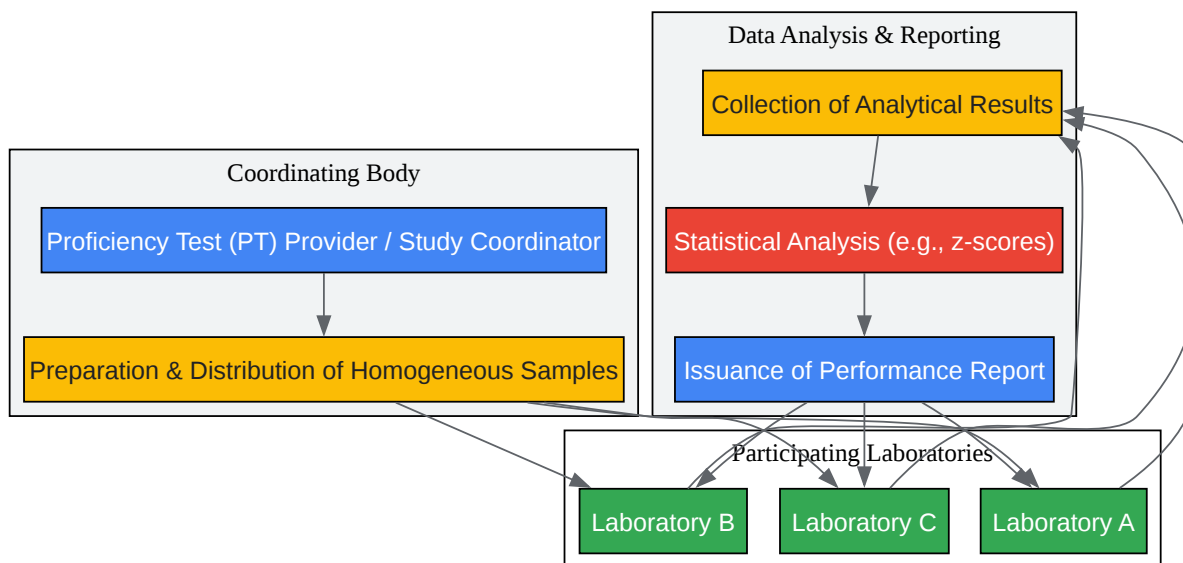 Data Analysis & Reporting
Collection of Analytical Results
Coordinating Body
Proficiency Test (PT) Provider / Study Coordinator
Statistical Analysis (e.g., z-scores)
Preparation & Distribution of Homogeneous Samples
Issuance of Performance Report
Participating Laboratories
Laboratory B
Laboratory C
Laboratory A